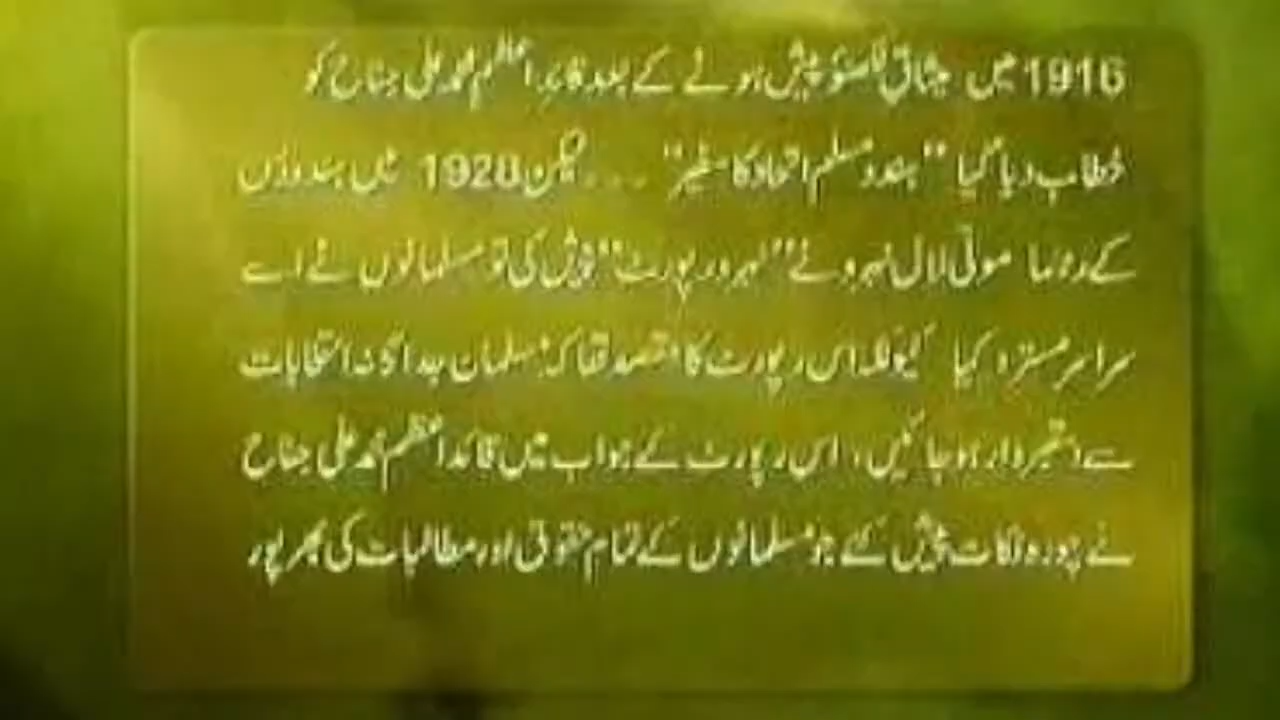 1916 میں میثاقِ لکھنؤ پیش ہونے کے بعد قائدِ اعظم محمد علی جناح کو
خطاب دیا گیا "ہندو مسلم اتحاد کا سفیر" ۔۔۔ لیکن 1928 میں ہندوؤں
کے رہنما موتی لال نہرو نے "نہرو رپورٹ" پیش کی تو مسلمانوں نے اسے
سراسر مسترد کیا کیونکہ اس رپورٹ کا مقصد تھا کہ مسلمان جداگانہ انتخابات
سے دستبردار ہو جائیں، اس رپورٹ کے جواب میں قائد اعظم محمد علی جناح
نے چودہ نکات پیش کئے جو مسلمانوں کے تمام حقوق اور مطالبات کی بھرپور